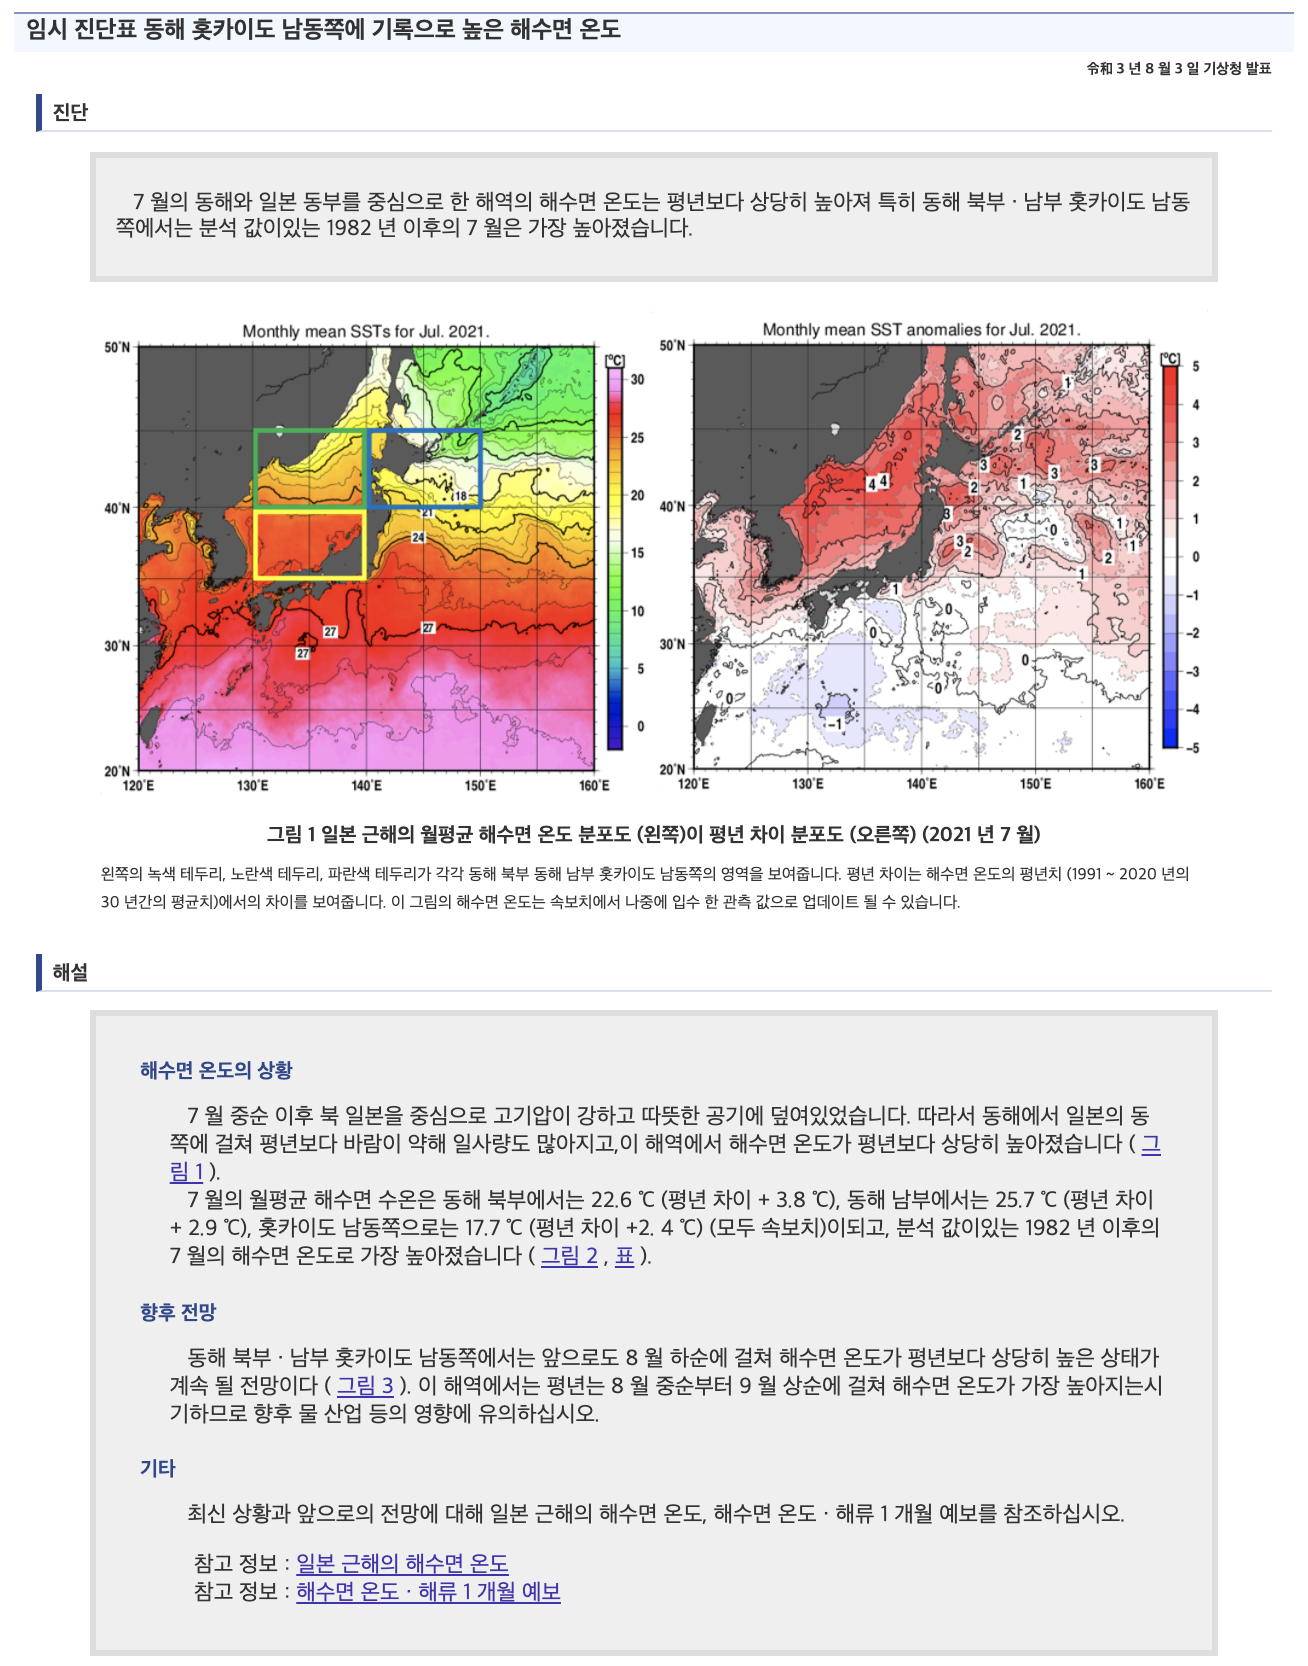 임시 진단표 동해 홋카이도 남동쪽에 기록으로 높은 해수면 온도
令和 3 년 8 월 3 일 기상청 발표
진단
7 월의 동해와 일본 동부를 중심으로 한 해역의 해수면 온도는 평년보다 상당히 높아져 특히 동해 북부 · 남부 홋카이도 남동
쪽에서는 분석 값이있는 1982 년 이후의 7 월은 가장 높아졌습니다.
Monthly mean SSTs for Jul. 2021.
50°N
40°N
30°N
20°N
120°E 130°E 140°E 150°E 160°E
[°C]
30
25
20
15
10
5
0
18
21
24
27
27
27
Monthly mean SST anomalies for Jul. 2021.
50°N
40°N
30°N
20°N
120°E 130°E 140°E 150°E 160°E
[°C]
5
4
3
2
1
0
-1
-2
-3
-4
-5
1
2
3
3
3
4 4
2
1
3
0
1
3
2
1
2
1
1
0
0
0
0
0
-1
그림 1 일본 근해의 월평균 해수면 온도 분포도 (왼쪽)이 평년 차이 분포도 (오른쪽) (2021 년 7 월)
왼쪽의 녹색 테두리, 노란색 테두리, 파란색 테두리가 각각 동해 북부 동해 남부 홋카이도 남동쪽의 영역을 보여줍니다. 평년 차이는 해수면 온도의 평년치 (1991 ~ 2020 년의
30 년간의 평균치)에서의 차이를 보여줍니다. 이 그림의 해수면 온도는 속보치에서 나중에 입수 한 관측 값으로 업데이트 될 수 있습니다.
해설
해수면 온도의 상황
7 월 중순 이후 북 일본을 중심으로 고기압이 강하고 따뜻한 공기에 덮여있었습니다. 따라서 동해에서 일본의 동
쪽에 걸쳐 평년보다 바람이 약해 일사량도 많아지고,이 해역에서 해수면 온도가 평년보다 상당히 높아졌습니다 ( 그
림 1 ).
7 월의 월평균 해수면 수온은 동해 북부에서는 22.6 ℃ (평년 차이 + 3.8 ℃), 동해 남부에서는 25.7 ℃ (평년 차이
+ 2.9 ℃), 홋카이도 남동쪽으로는 17.7 ℃ (평년 차이 +2. 4 ℃) (모두 속보치)이되고, 분석 값이있는 1982 년 이후의
7 월의 해수면 온도로 가장 높아졌습니다 ( 그림 2 , 표 ).
향후 전망
동해 북부 · 남부 홋카이도 남동쪽에서는 앞으로도 8 월 하순에 걸쳐 해수면 온도가 평년보다 상당히 높은 상태가
계속 될 전망이다 ( 그림 3 ). 이 해역에서는 평년는 8 월 중순부터 9 월 상순에 걸쳐 해수면 온도가 가장 높아지는시
기하므로 향후 물 산업 등의 영향에 유의하십시오.
기타
최신 상황과 앞으로의 전망에 대해 일본 근해의 해수면 온도, 해수면 온도 · 해류 1 개월 예보를 참조하십시오.
참고 정보 : 일본 근해의 해수면 온도
참고 정보 : 해수면 온도 · 해류 1 개월 예보